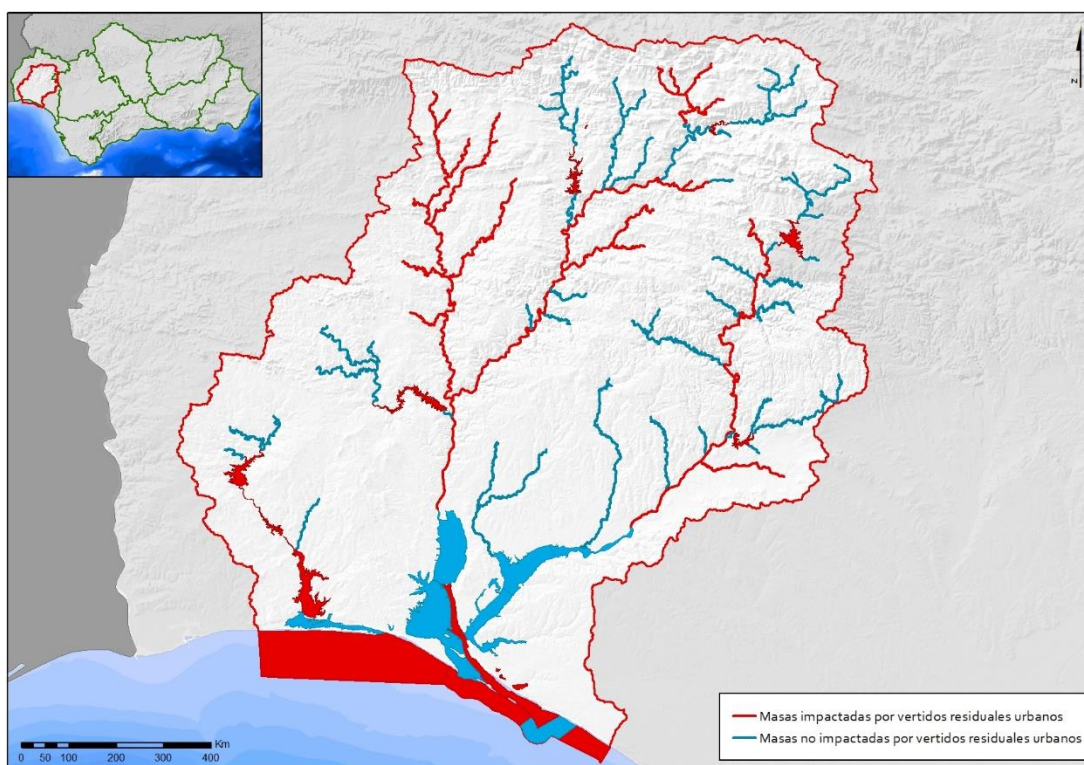 N
Masas impactadas por vertidos residuales urbanos
Masas no impactadas por vertidos residuales urbanos
Km
0 50 100 200 300 400